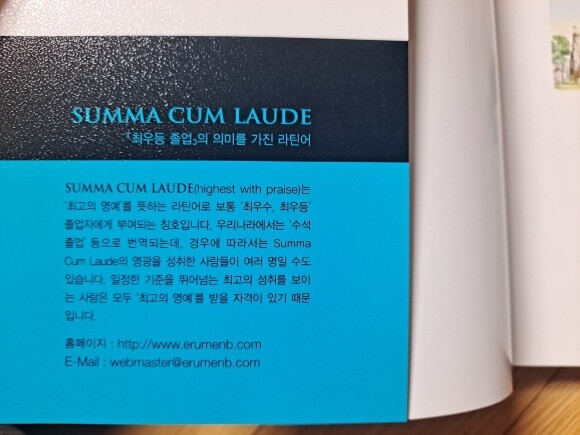 SUMMA CUM LAUDE
『최우등 졸업』의 의미를 가진 라틴어
SUMMA CUM LAUDE(highest with praise)는
'최고의 영예'를 뜻하는 라틴어로 보통 '최우수, 최우등'
졸업자에게 부여되는 칭호입니다. 우리나라에서는 '수석
졸업' 등으로 번역되는데, 경우에 따라서는 Summa
Cum Laude의 영광을 성취한 사람들이 여러 명일 수도
있습니다. 일정한 기준을 뛰어넘는 최고의 성취를 보이
는 사람은 모두 '최고의 영예'를 받을 자격이 있기 때문
입니다.
홈페이지 : http://www.erumenb.com
E-Mail : webmaster@erumenb.com